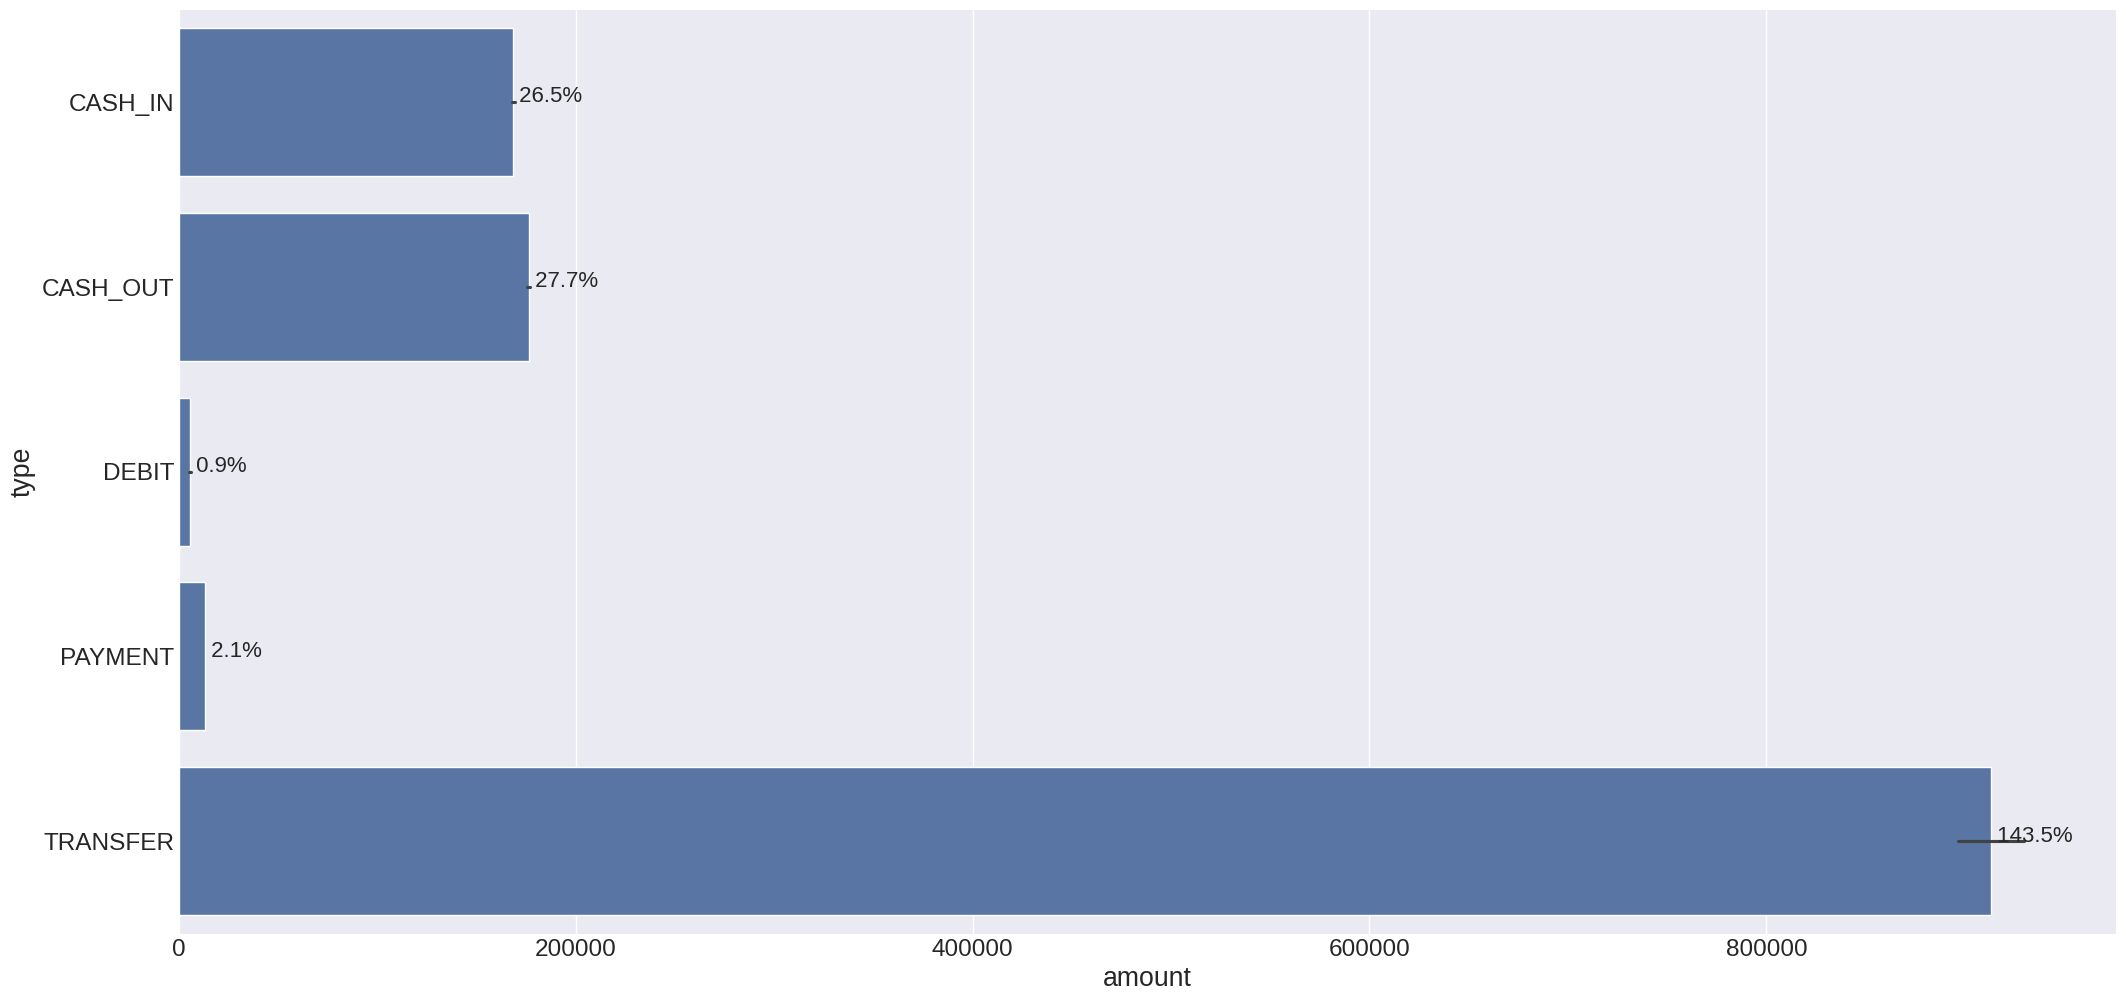 CASH_IN
26.5%
CASH_OUT
27.7%
DEBIT
0.9%
type
PAYMENT
2.1%
TRANSFER
143.5%
0 200000 400000 600000 800000
amount